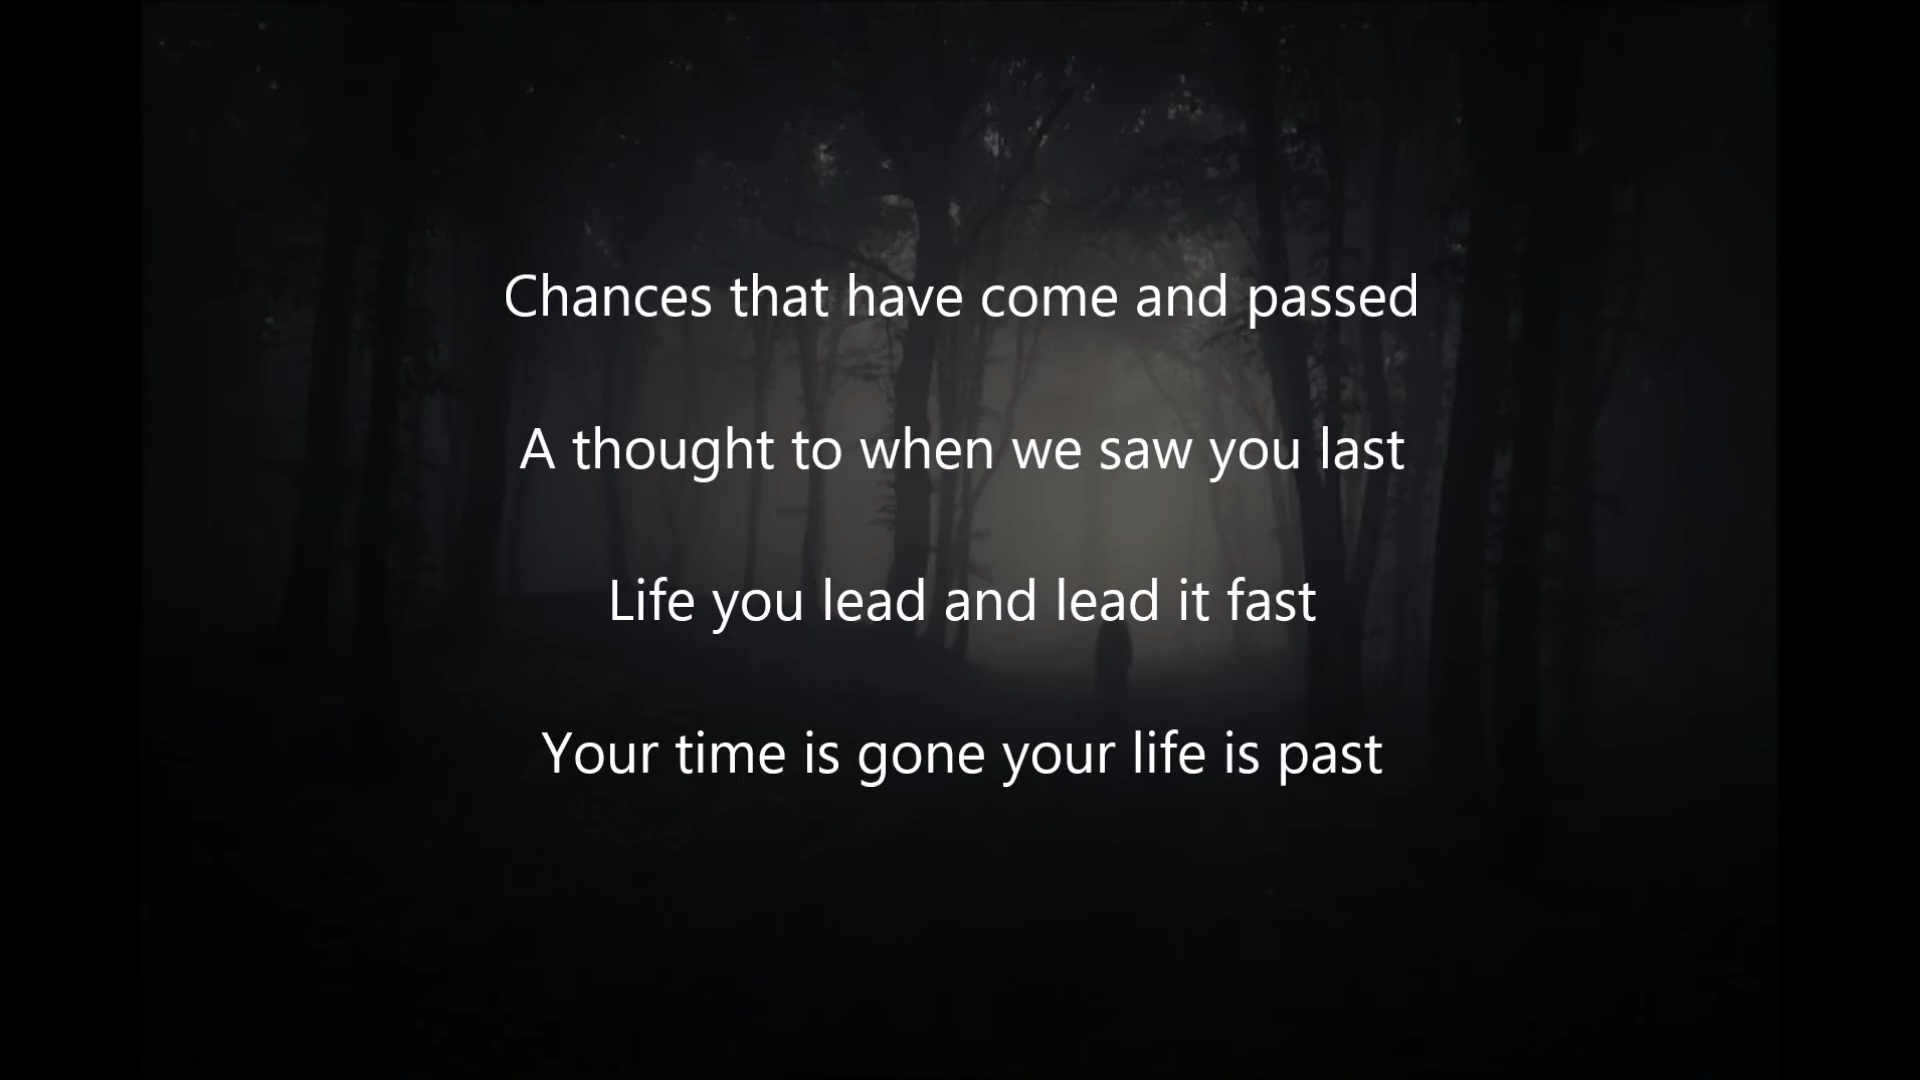 Chances that have come and passed
A thought to when we saw you last
Life you lead and lead it fast
Your time is gone your life is past